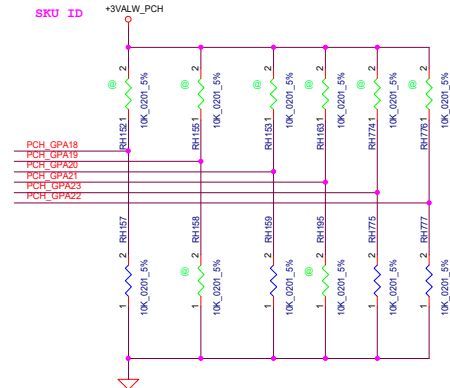 SKU ID
+3VALW_PCH
2 2 2 2 2 2
@ @ @ @ @ @
10K_0201_5% 10K_0201_5% 10K_0201_5% 10K_0201_5% 10K_0201_5% 10K_0201_5%
1 1 1 1 1 1
RH152 RH155 RH153 RH163 RH774 RH776
PCH_GPA18
PCH_GPA19
PCH_GPA20
PCH_GPA21
PCH_GPA23
PCH_GPA22
RH157 RH158 RH159 RH195 RH775 RH777
2 2 2 2 2 2
@ @
10K_0201_5% 10K_0201_5% 10K_0201_5% 10K_0201_5% 10K_0201_5% 10K_0201_5%
1 1 1 1 1 1